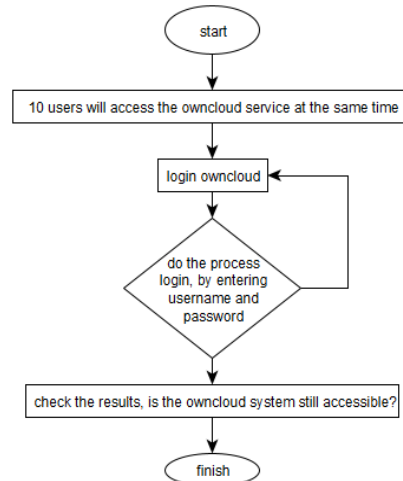 start
10 users will access the owncloud service at the same time
login owncloud
do the process
login, by entering
username and
password
check the results, is the owncloud system still accessible?
finish